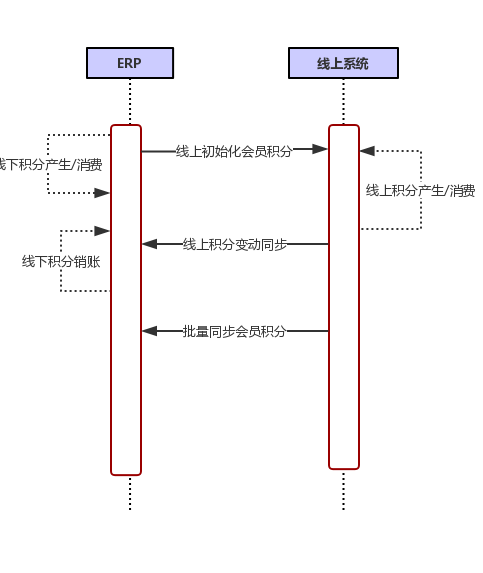 ERP
线上系统
线上初始化会员积分
线下积分产生/消费
线上积分产生/消费
线上积分变动同步
线下积分销账
批量同步会员积分